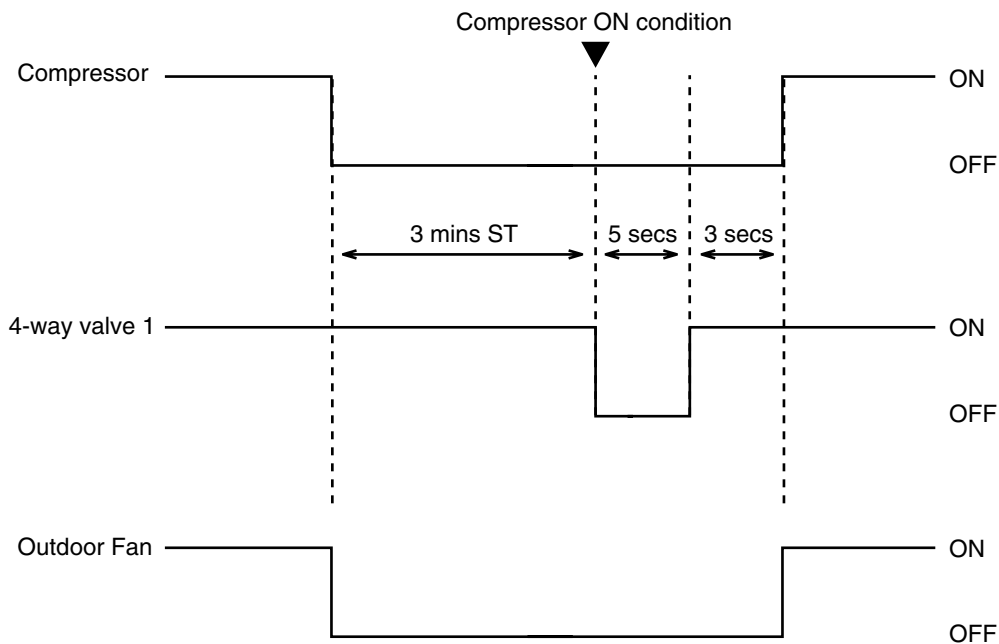 Compressor ON condition
Compressor
ON
OFF
3 mins ST
5 secs
3 secs
4-way valve 1
ON
OFF
Outdoor Fan
ON
OFF